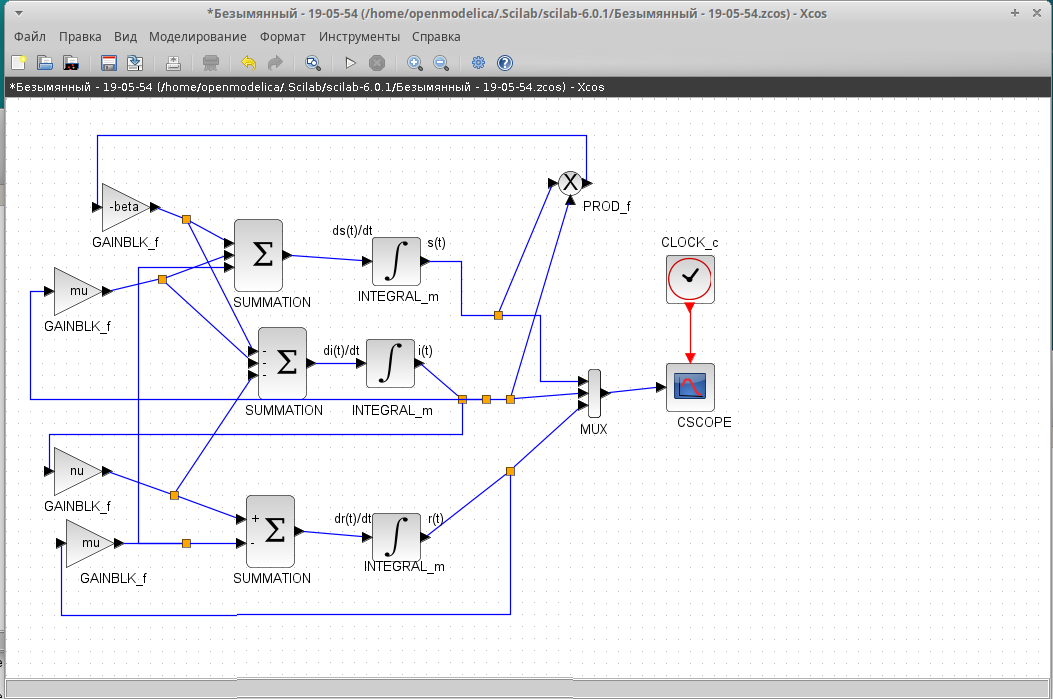 *Безымянный - 19-05-54 (/home/openmodelica/.Scilab/scilab-6.0.1/Безымянный - 19-05-54.zcos) - Xcos
Файл Правка Вид Моделирование Формат Инструменты Справка
*Безымянный - 19-05-54 (/home/openmodelica/.Scilab/scilab-6.0.1/Безымянный - 19-05-54.zcos) - Xcos
X
PROD_f
-beta
GAINBLK_f
Σ
SUMMATION
ds(t)/dt
∫
s(t)
INTEGRAL_m
CLOCK_c
mu
GAINBLK_f
-
-
-
Σ
SUMMATION
di(t)/dt
∫
i(t)
INTEGRAL_m
MUX
CSCOPE
nu
GAINBLK_f
mu
GAINBLK_f
+
-
Σ
SUMMATION
dr(t)/dt
∫
r(t)
INTEGRAL_m